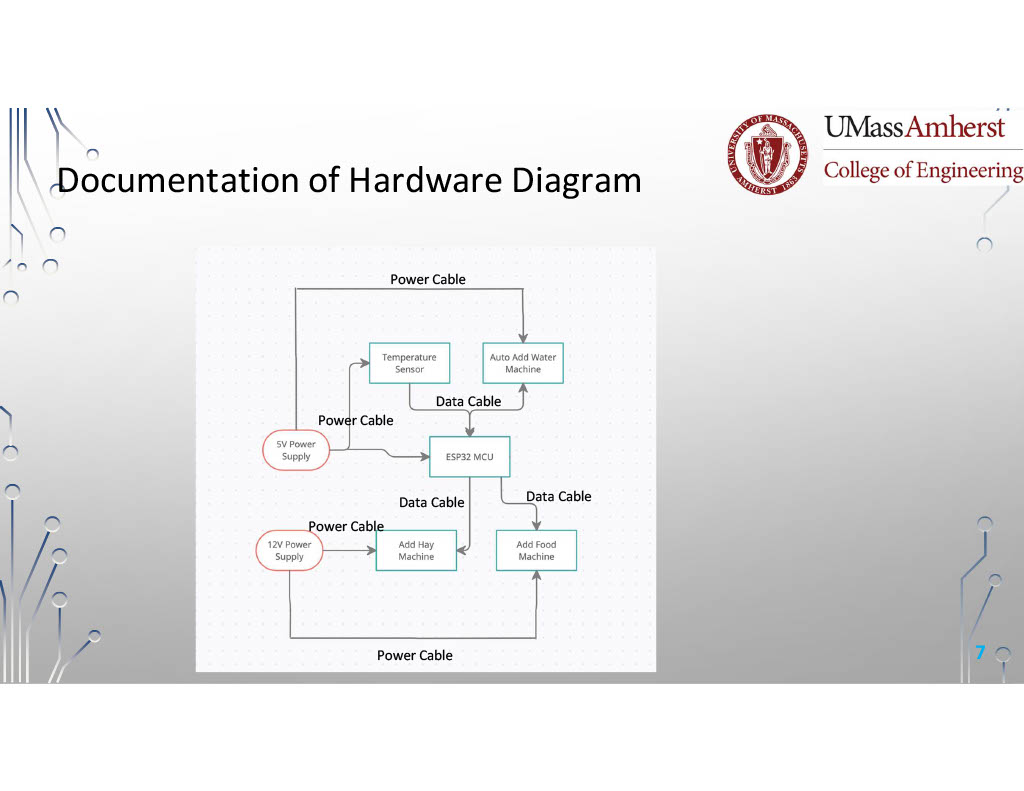 UNIVERSITY OF MASSACHUSETTS
AMHERST 1863
UMassAmherst
College of Engineering
Documentation of Hardware Diagram
Power Cable
Temperature
Sensor
Auto Add Water
Machine
Data Cable
Power Cable
5V Power
Supply
ESP32 MCU
Data Cable
Data Cable
Power Cable
12V Power
Supply
Add Hay
Machine
Add Food
Machine
Power Cable
7